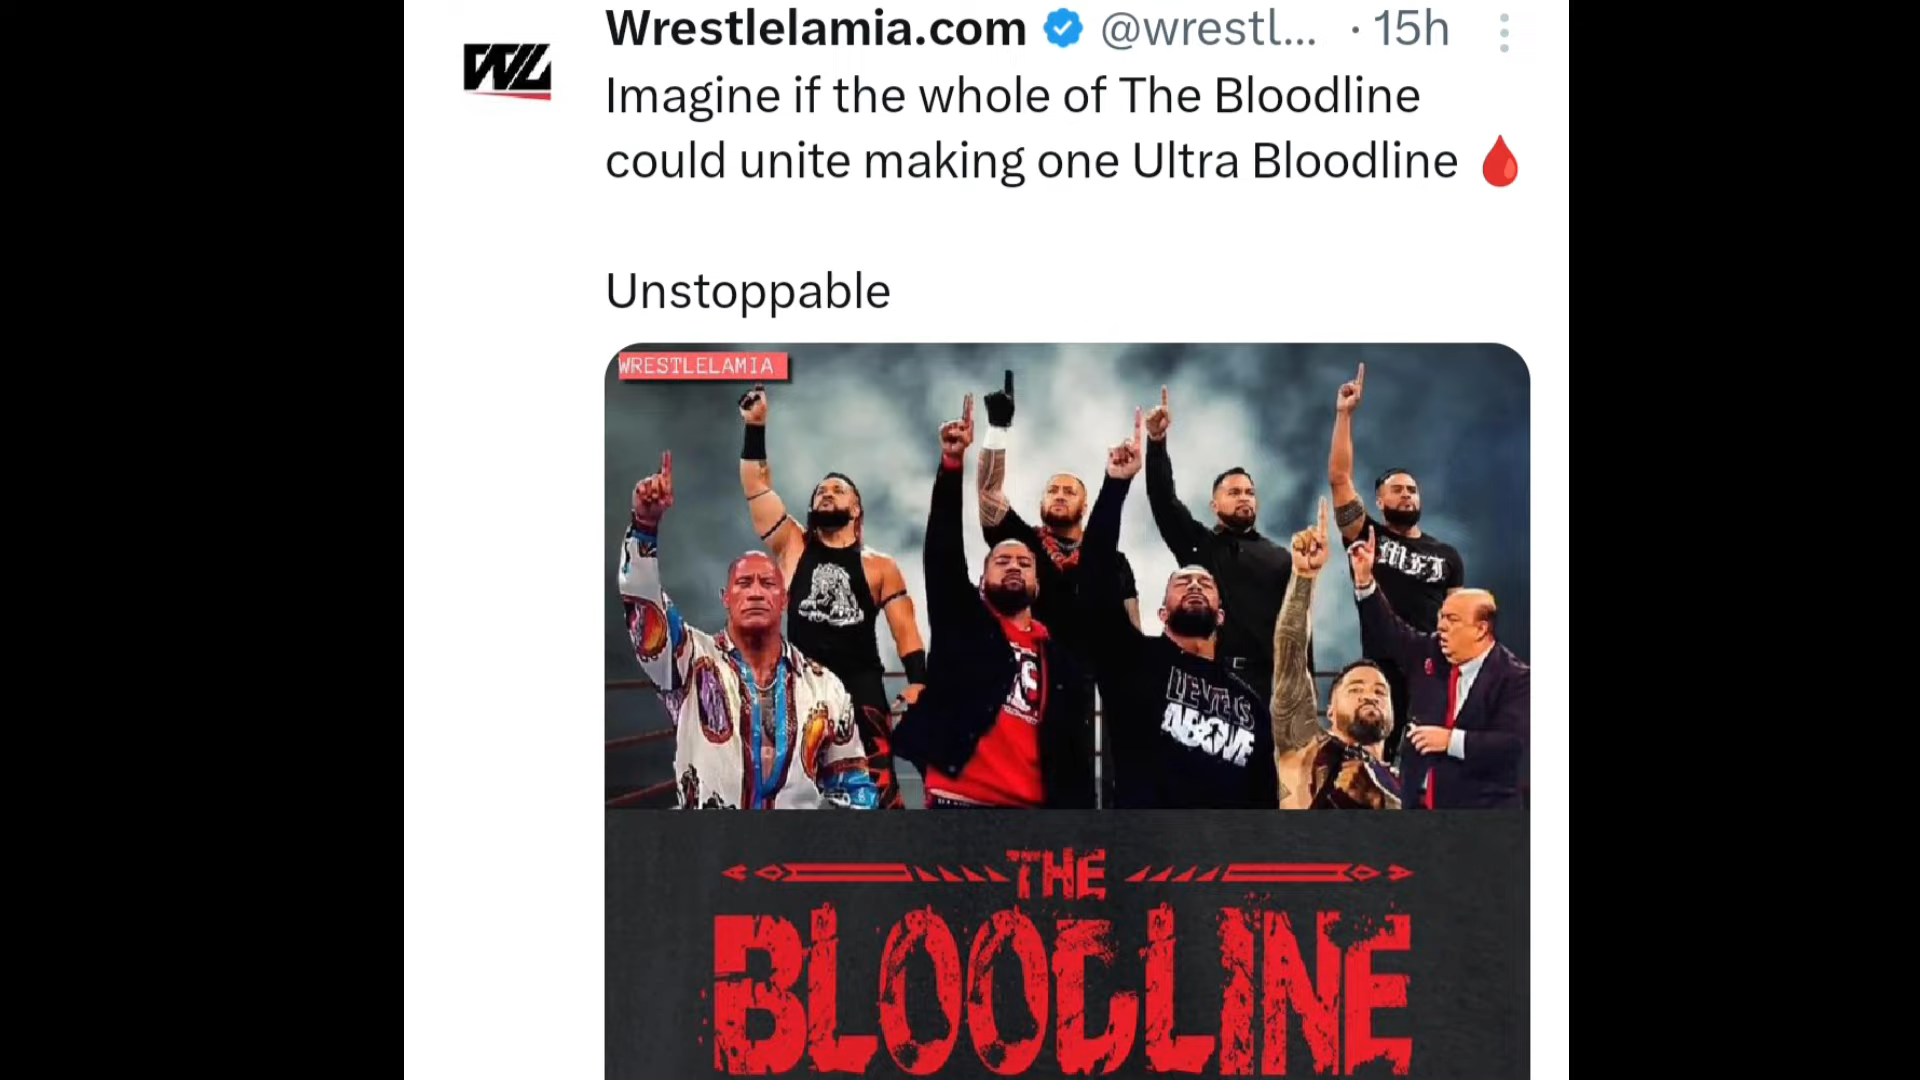 WL
Wrestlelamia.com @wrestl... · 15h
Imagine if the whole of The Bloodline
could unite making one Ultra Bloodline 🩸
Unstoppable
WRESTLELAMIA
MFT
LEVELS
ABOVE
THE
BLOODLINE